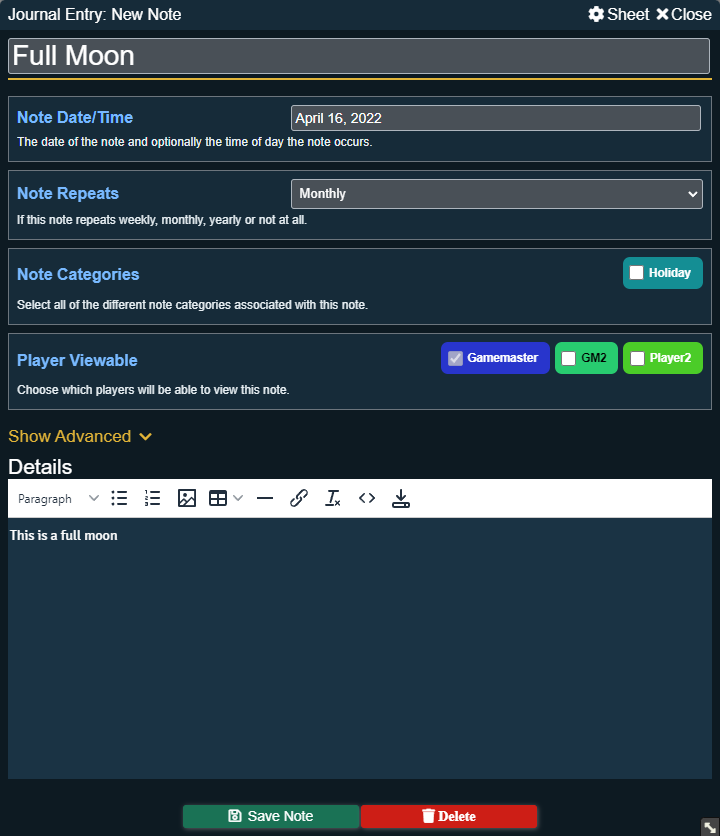 Journal Entry: New Note
Sheet Close
Full Moon
Note Date/Time
April 16, 2022
The date of the note and optionally the time of day the note occurs.
Note Repeats
Monthly
If this note repeats weekly, monthly, yearly or not at all.
Note Categories
Holiday
Select all of the different note categories associated with this note.
Player Viewable
Gamemaster GM2 Player2
Choose which players will be able to view this note.
Show Advanced
Details
Paragraph
This is a full moon
Save Note Delete